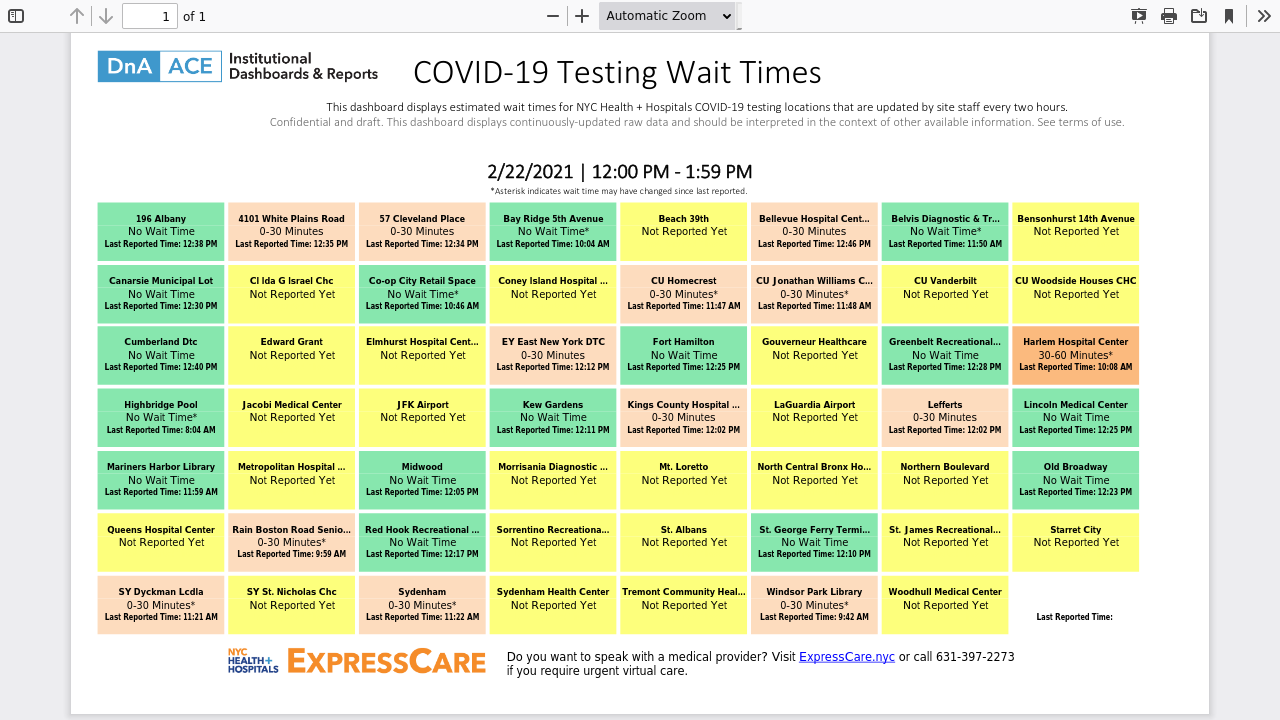 1 of 1
Automatic Zoom
DnA ACE Institutional
Dashboards & Reports
COVID-19 Testing Wait Times
This dashboard displays estimated wait times for NYC Health + Hospitals COVID-19 testing locations that are updated by site staff every two hours.
Confidential and draft. This dashboard displays continuously-updated raw data and should be interpreted in the context of other available information. See terms of use.
2/22/2021 | 12:00 PM - 1:59 PM
*Asterisk indicates wait time may have changed since last reported.
196 Albany
No Wait Time
Last Reported Time: 12:38 PM
4101 White Plains Road
0-30 Minutes
Last Reported Time: 12:35 PM
57 Cleveland Place
0-30 Minutes
Last Reported Time: 12:34 PM
Bay Ridge 5th Avenue
No Wait Time*
Last Reported Time: 10:04 AM
Beach 39th
Not Reported Yet
Bellevue Hospital Cent...
0-30 Minutes
Last Reported Time: 12:46 PM
Belvis Diagnostic & Tr...
No Wait Time*
Last Reported Time: 11:50 AM
Bensonhurst 14th Avenue
Not Reported Yet
Canarsie Municipal Lot
No Wait Time
Last Reported Time: 12:30 PM
Cl Ida G Israel Chc
Not Reported Yet
Co-op City Retail Space
No Wait Time*
Last Reported Time: 10:46 AM
Coney Island Hospital ...
Not Reported Yet
CU Homecrest
0-30 Minutes*
Last Reported Time: 11:47 AM
CU Jonathan Williams C...
0-30 Minutes*
Last Reported Time: 11:48 AM
CU Vanderbilt
Not Reported Yet
CU Woodside Houses CHC
Not Reported Yet
Cumberland Dtc
No Wait Time
Last Reported Time: 12:40 PM
Edward Grant
Not Reported Yet
Elmhurst Hospital Cent...
Not Reported Yet
EY East New York DTC
0-30 Minutes
Last Reported Time: 12:12 PM
Fort Hamilton
No Wait Time
Last Reported Time: 12:25 PM
Gouverneur Healthcare
Not Reported Yet
Greenbelt Recreational...
No Wait Time
Last Reported Time: 12:28 PM
Harlem Hospital Center
30-60 Minutes*
Last Reported Time: 10:08 AM
Highbridge Pool
No Wait Time*
Last Reported Time: 8:04 AM
Jacobi Medical Center
Not Reported Yet
JFK Airport
Not Reported Yet
Kew Gardens
No Wait Time
Last Reported Time: 12:11 PM
Kings County Hospital ...
0-30 Minutes
Last Reported Time: 12:02 PM
LaGuardia Airport
Not Reported Yet
Lefferts
0-30 Minutes
Last Reported Time: 12:02 PM
Lincoln Medical Center
No Wait Time
Last Reported Time: 12:25 PM
Mariners Harbor Library
No Wait Time
Last Reported Time: 11:59 AM
Metropolitan Hospital ...
Not Reported Yet
Midwood
No Wait Time
Last Reported Time: 12:05 PM
Morrisania Diagnostic ...
Not Reported Yet
Mt. Loretto
Not Reported Yet
North Central Bronx Ho...
Not Reported Yet
Northern Boulevard
Not Reported Yet
Old Broadway
No Wait Time
Last Reported Time: 12:23 PM
Queens Hospital Center
Not Reported Yet
Rain Boston Road Senio...
0-30 Minutes*
Last Reported Time: 9:59 AM
Red Hook Recreational ...
No Wait Time
Last Reported Time: 12:17 PM
Sorrentino Recreationa...
Not Reported Yet
St. Albans
Not Reported Yet
St. George Ferry Termi...
No Wait Time
Last Reported Time: 12:10 PM
St. James Recreational...
Not Reported Yet
Starret City
Not Reported Yet
SY Dyckman Lcdla
0-30 Minutes*
Last Reported Time: 11:21 AM
SY St. Nicholas Chc
Not Reported Yet
Sydenham
0-30 Minutes*
Last Reported Time: 11:22 AM
Sydenham Health Center
Not Reported Yet
Tremont Community Heal...
Not Reported Yet
Windsor Park Library
0-30 Minutes*
Last Reported Time: 9:42 AM
Woodhull Medical Center
Not Reported Yet
Last Reported Time:
NYC
HEALTH+
HOSPITALS
EXPRESSCARE
Do you want to speak with a medical provider? Visit ExpressCare.nyc or call 631-397-2273
if you require urgent virtual care.